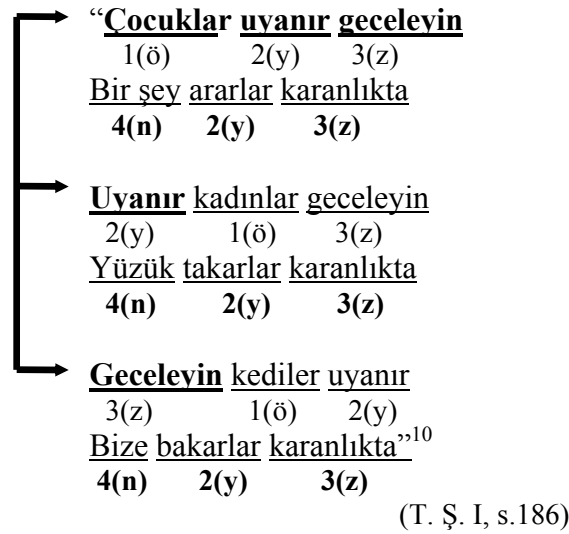 “Çocuklar uyanır geceleyin
1(ö) 2(y) 3(z)
Bir şey ararlar karanlıkta
4(n) 2(y) 3(z)
Uyanır kadınlar geceleyin
2(y) 1(ö) 3(z)
Yüzük takarlar karanlıkta
4(n) 2(y) 3(z)
Geceleyin kediler uyanır
3(z) 1(ö) 2(y)
Bize bakarlar karanlıkta”10
4(n) 2(y) 3(z)
(T. Ş. I, s.186)